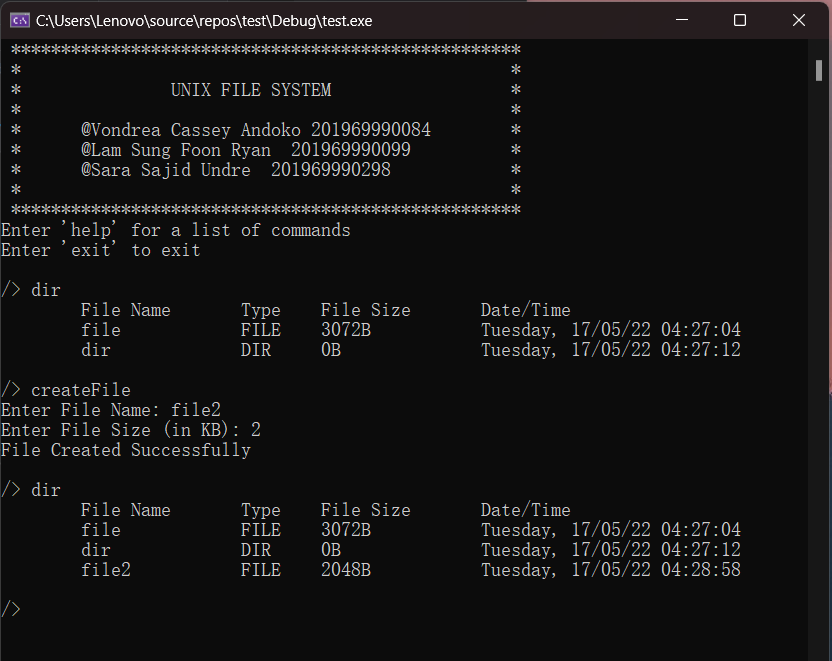 C:\Users\Lenovo\source\repos\test\Debug\test.exe
***************************************************
* *
* UNIX FILE SYSTEM *
* *
* @Vondrea Cassey Andoko 201969990084 *
* @Lam Sung Foon Ryan 201969990099 *
* @Sara Sajid Undre 201969990298 *
* *
***************************************************
Enter 'help' for a list of commands
Enter 'exit' to exit
/> dir
File Name Type File Size Date/Time
file FILE 3072B Tuesday, 17/05/22 04:27:04
dir DIR 0B Tuesday, 17/05/22 04:27:12
/> createFile
Enter File Name: file2
Enter File Size (in KB): 2
File Created Successfully
/> dir
File Name Type File Size Date/Time
file FILE 3072B Tuesday, 17/05/22 04:27:04
dir DIR 0B Tuesday, 17/05/22 04:27:12
file2 FILE 2048B Tuesday, 17/05/22 04:28:58
/>